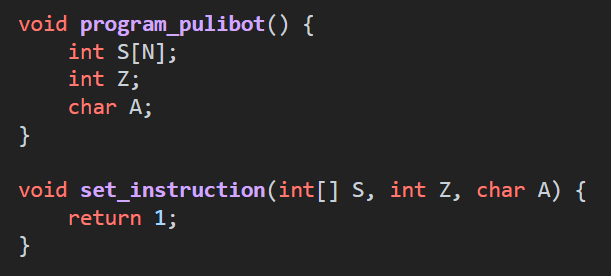 void program_pulibot() {
    int S[N];
    int Z;
    char A;
}

void set_instruction(int[] S, int Z, char A) {
    return 1;
}